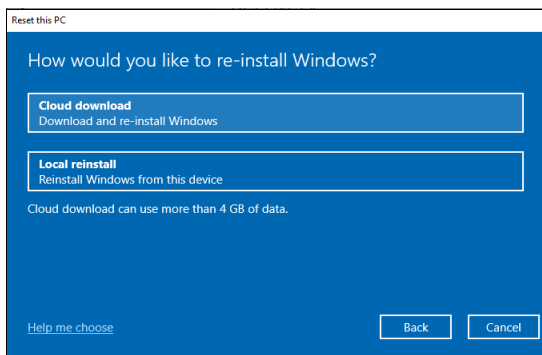 Reset this PC
How would you like to re-install Windows?
Cloud download
Download and re-install Windows
Local reinstall
Reinstall Windows from this device
Cloud download can use more than 4 GB of data.
Help me choose
Back
Cancel